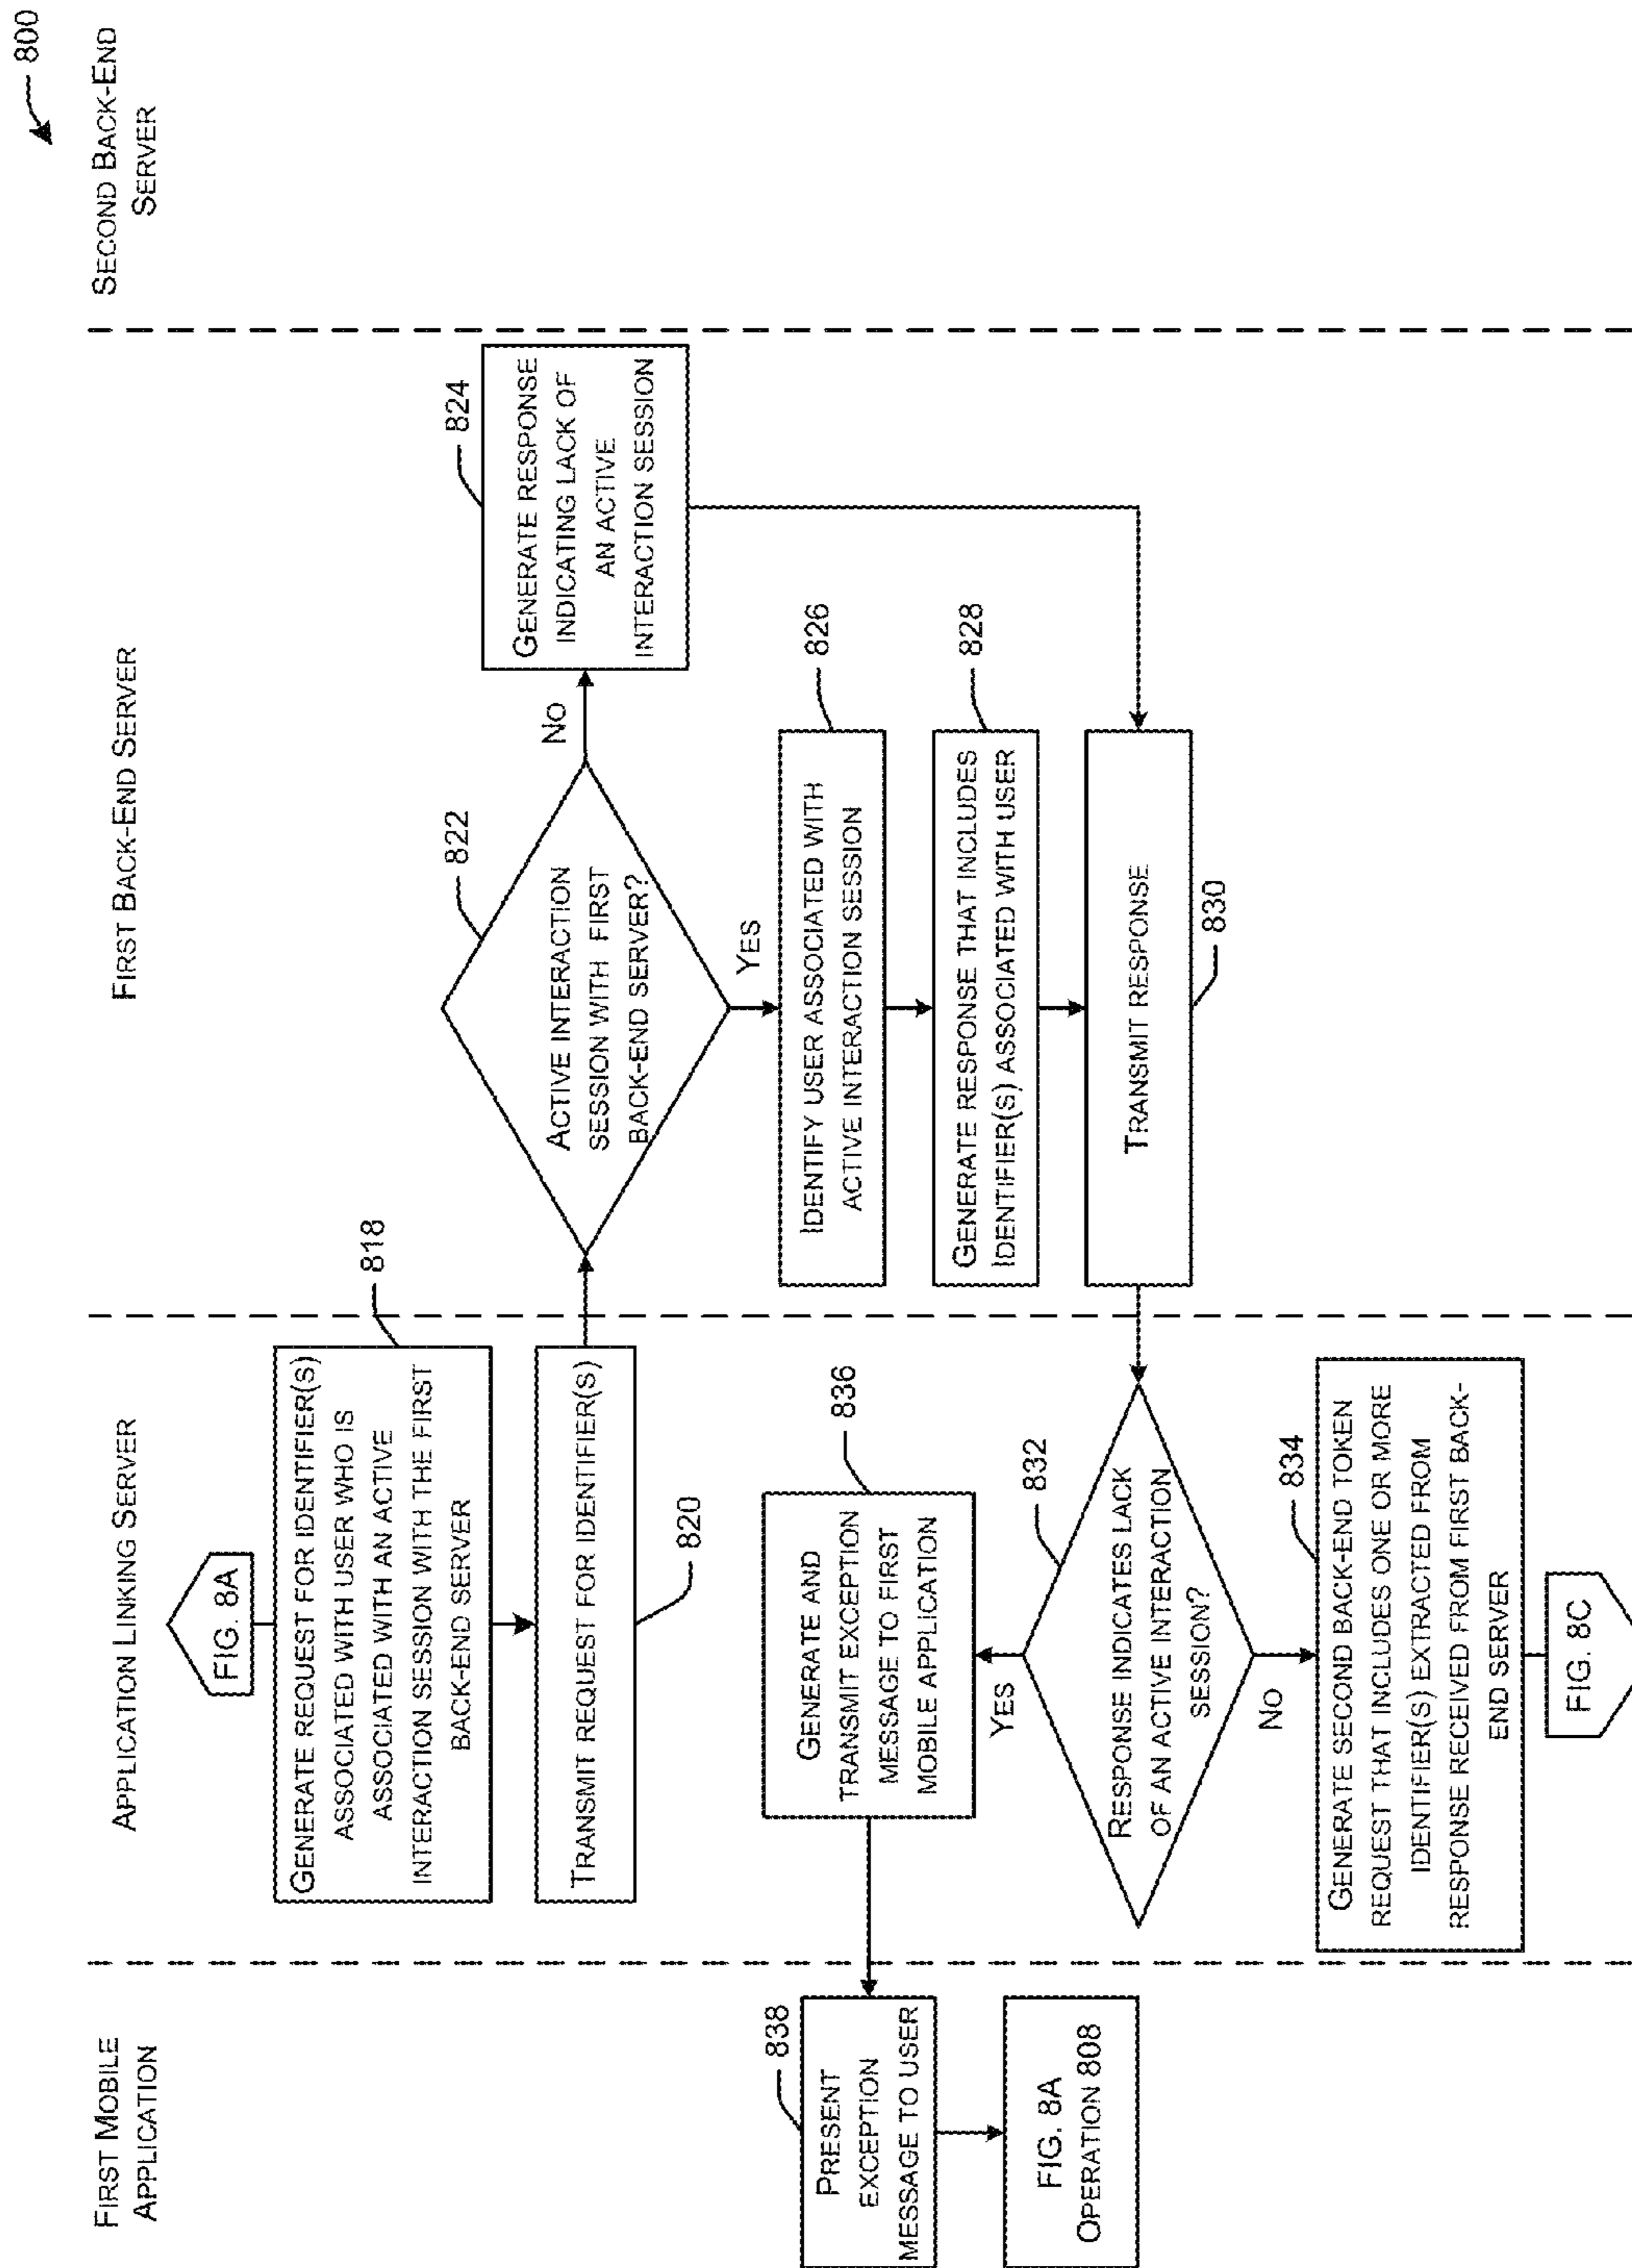 800
FIRST MOBILE
APPLICATION
APPLICATION LINKING SERVER
FIRST BACK-END SERVER
SECOND BACK-END
SERVER
FIG. 8A
818
GENERATE REQUEST FOR IDENTIFIER(S)
ASSOCIATED WITH USER WHO IS
ASSOCIATED WITH AN ACTIVE
INTERACTION SESSION WITH THE FIRST
BACK-END SERVER
TRANSMIT REQUEST FOR IDENTIFIER(S)
820
822
ACTIVE INTERACTION
SESSION WITH FIRST
BACK-END SERVER?
NO
824
GENERATE RESPONSE
INDICATING LACK OF
AN ACTIVE
INTERACTION SESSION
YES
826
IDENTIFY USER ASSOCIATED WITH
ACTIVE INTERACTION SESSION
828
GENERATE RESPONSE THAT INCLUDES
IDENTIFIER(S) ASSOCIATED WITH USER
TRANSMIT RESPONSE
830
832
RESPONSE INDICATES LACK
OF AN ACTIVE INTERACTION
SESSION?
YES
836
GENERATE AND
TRANSMIT EXCEPTION
MESSAGE TO FIRST
MOBILE APPLICATION
838
PRESENT
EXCEPTION
MESSAGE TO USER
FIG. 8A
OPERATION 808
NO
834
GENERATE SECOND BACK-END TOKEN
REQUEST THAT INCLUDES ONE OR MORE
IDENTIFIER(S) EXTRACTED FROM
RESPONSE RECEIVED FROM FIRST BACK-
END SERVER
FIG. 8C